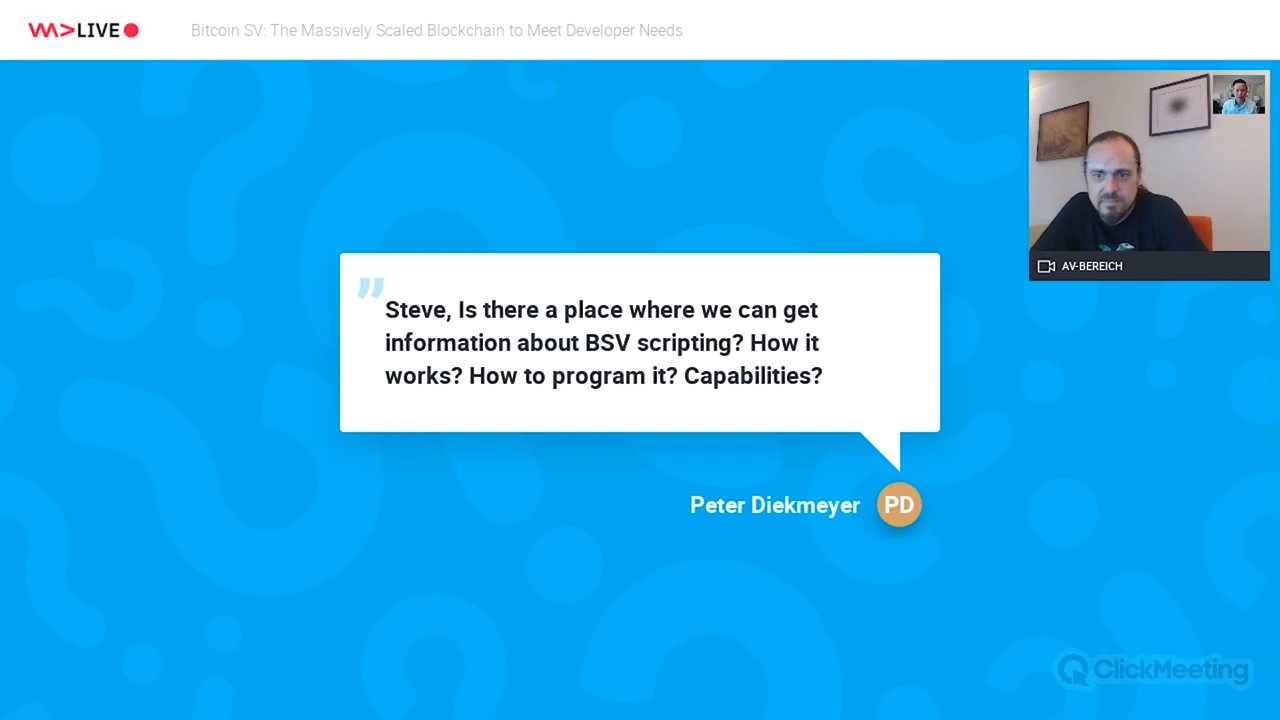 WA>LIVE
Bitcoin SV: The Massively Scaled Blockchain to Meet Developer Needs
AV-BEREICH
Steve, Is there a place where we can get
information about BSV scripting? How it
works? How to program it? Capabilities?
Peter Diekmeyer PD
ClickMeeting